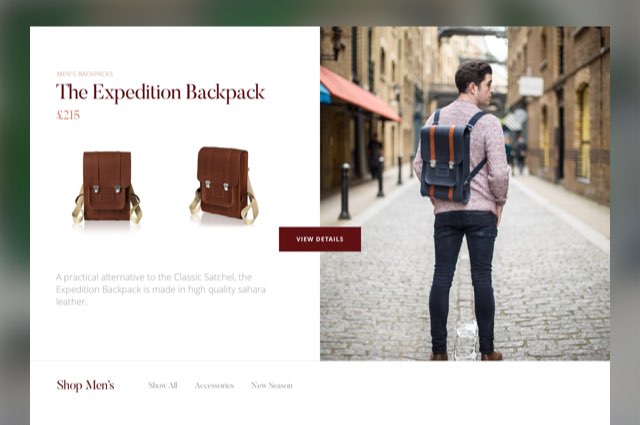 MEN'S BACKPACKS
The Expedition Backpack
£215
VIEW DETAILS
A practical alternative to the Classic Satchel, the
Expedition Backpack is made in high quality sahara
leather.
Shop Men's
Show All
Accessories
New Season